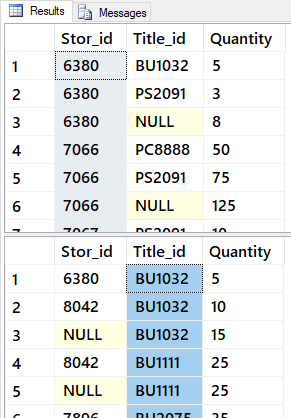 Results Messages
Stor_id Title_id Quantity
1 6380 BU1032 5
2 6380 PS2091 3
3 6380 NULL 8
4 7066 PC8888 50
5 7066 PS2091 75
6 7066 NULL 125
7 7067 PS2091 10
Stor_id Title_id Quantity
1 6380 BU1032 5
2 8042 BU1032 10
3 NULL BU1032 15
4 8042 BU1111 25
5 NULL BU1111 25
6 7896 BU2075 35